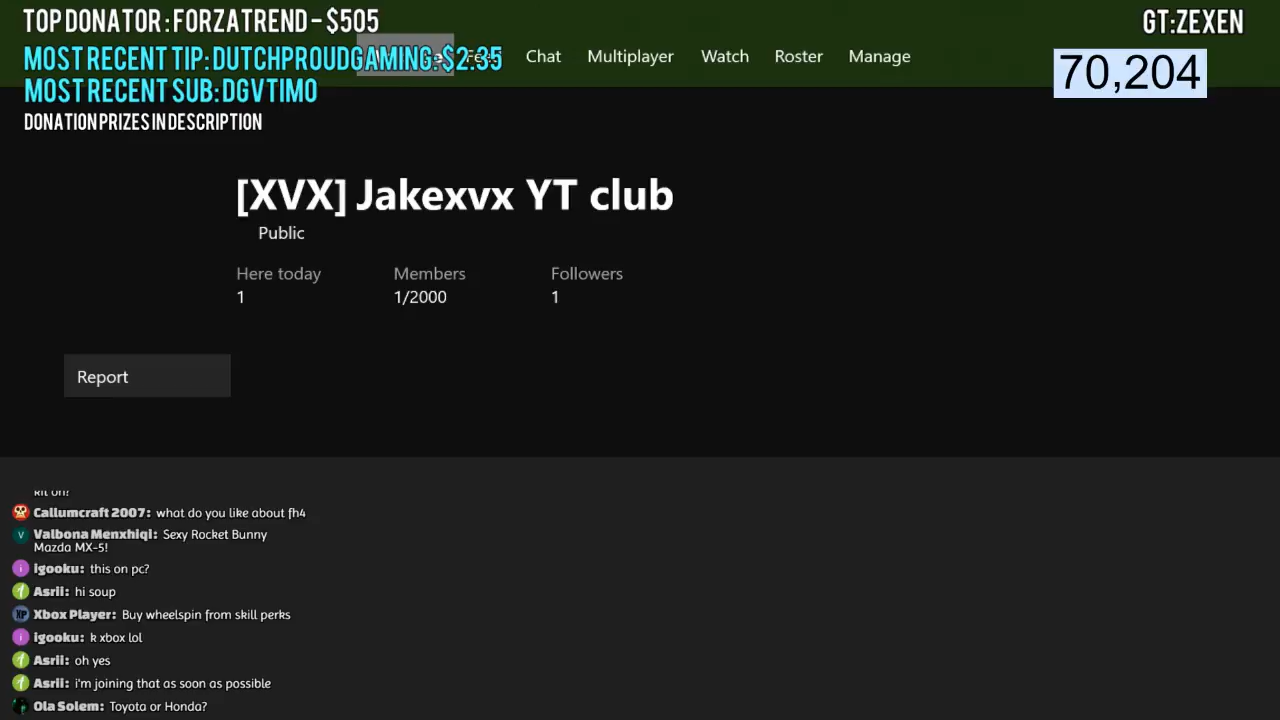 TOP DONATOR : FORZATREND - $505
GT:ZEXEN
MOST RECENT TIP: DUTCHPROUDGAMING: $2.35
Chat Multiplayer Watch Roster Manage
70,204
MOST RECENT SUB: DGVTIMO
DONATION PRIZES IN DESCRIPTION
[XVX] Jakexvx YT club
Public
Here today Members Followers
1 1/2000 1
Report
Callumcraft 2007: what do you like about fh4
Valbona Menxhiqi: Sexy Rocket Bunny
Mazda MX-5!
igooku: this on pc?
Asrii: hi soup
Xbox Player: Buy wheelspin from skill perks
igooku: k xbox lol
Asrii: oh yes
Asrii: i'm joining that as soon as possible
Ola Solem: Toyota or Honda?